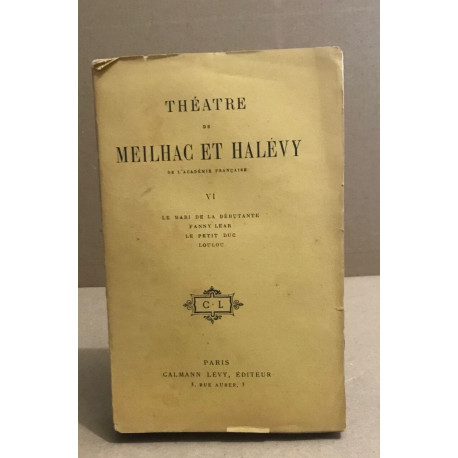 THÉATRE
DE
MEILHAC ET HALÉVY
DE L'ACADÉMIE FRANÇAISE
VI
LE MARI DE LA DÉBUTANTE
FANNY LEAR
LE PETIT DUC
LOULOU
C-L
PARIS
CALMANN LÉVY, ÉDITEUR
3, RUE AUBER, 3